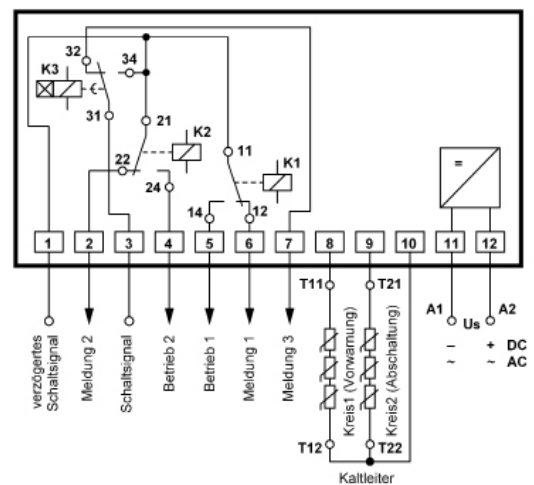 32
34
K3
31
21
K2
22
24
11
K1
14
12
1
2
3
4
5
6
7
8
9
10
11
12
T11
T21
A1
Us
A2
– + DC
~ ~ AC
verzögertes
Schaltsignal
Meldung 2
Schaltsignal
Betrieb 2
Betrieb 1
Meldung 1
Meldung 3
Kreis1 (Vorwarnung)
Kreis2 (Abschaltung)
T12
T22
Kaltleiter
=
~